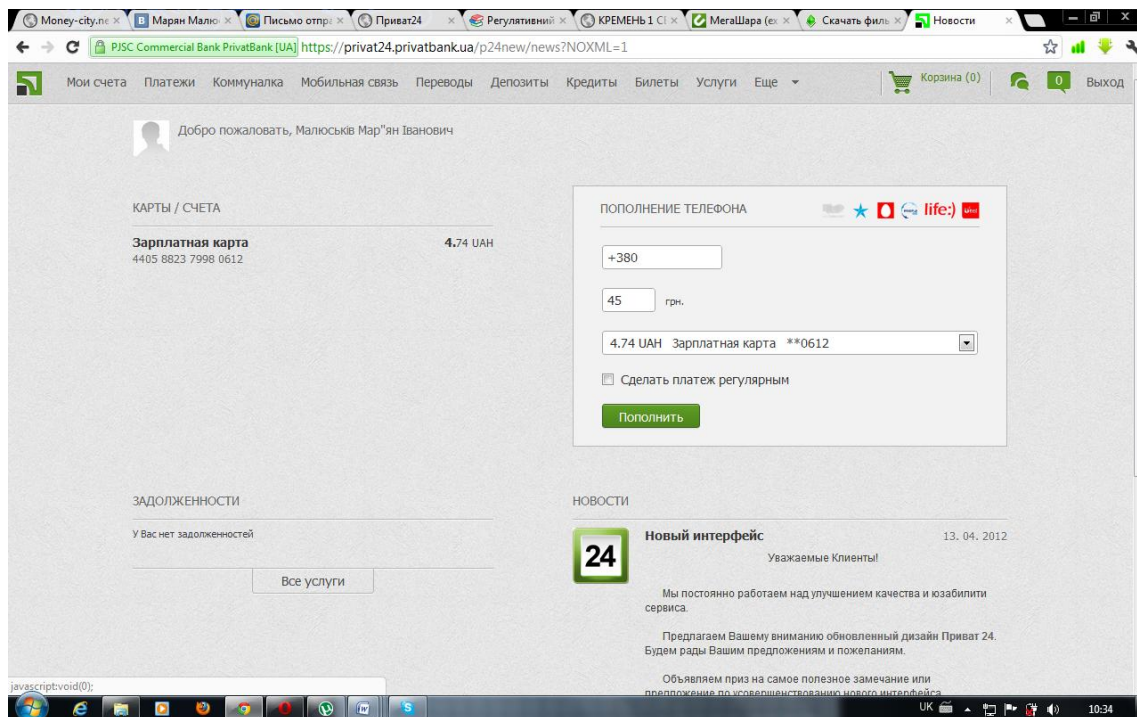 Money-city.ne
Марян Малю
Письмо отпр
Приват24
Регулятивний
КРЕМЕНЬ 1 СЕ
МегаШара (ex
Скачать филь
Новости
PJSC Commercial Bank PrivatBank [UA] https://privat24.privatbank.ua/p24new/news?NOXML=1
Мои счета Платежи Коммуналка Мобильная связь Переводы Депозиты Кредиты Билеты Услуги Еще Корзина (0) 0 Выход
Добро пожаловать, Малюськів Мар"ян Іванович
КАРТЫ / СЧЕТА
Зарплатная карта 4.74 UAH
4405 8823 7998 0612
ПОПОЛНЕНИЕ ТЕЛЕФОНА life:)
+380
45 грн.
4.74 UAH Зарплатная карта **0612
Сделать платеж регулярным
Пополнить
ЗАДОЛЖЕННОСТИ
У Вас нет задолженностей
Все услуги
НОВОСТИ
24
Новый интерфейс 13. 04. 2012
Уважаемые Клиенты!
Мы постоянно работаем над улучшением качества и юзабилити
сервиса.
Предлагаем Вашему вниманию обновленный дизайн Приват 24.
Будем рады Вашим предложениям и пожеланиям.
Объявляем приз на самое полезное замечание или
предложение по усовершенствованию нового интерфейса
javascript:void(0);
UK 10:34